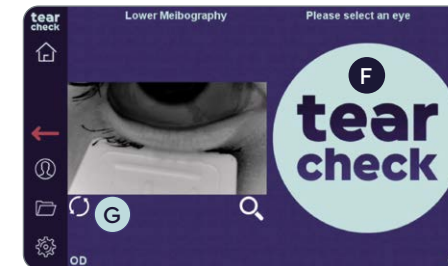 tear
check
Lower Meibography
Please select an eye
F
tear
check
G
OD